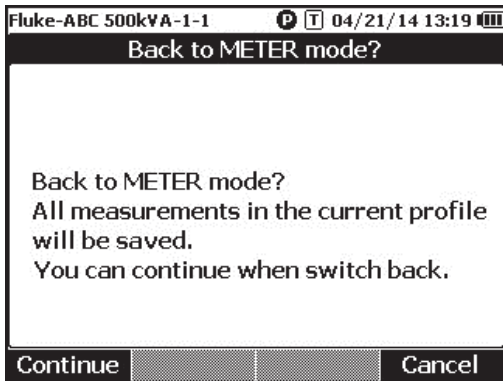 Fluke-ABC 500kVA-1-1 P T 04/21/14 13:19
Back to METER mode?
Back to METER mode?
All measurements in the current profile
will be saved.
You can continue when switch back.
Continue Cancel